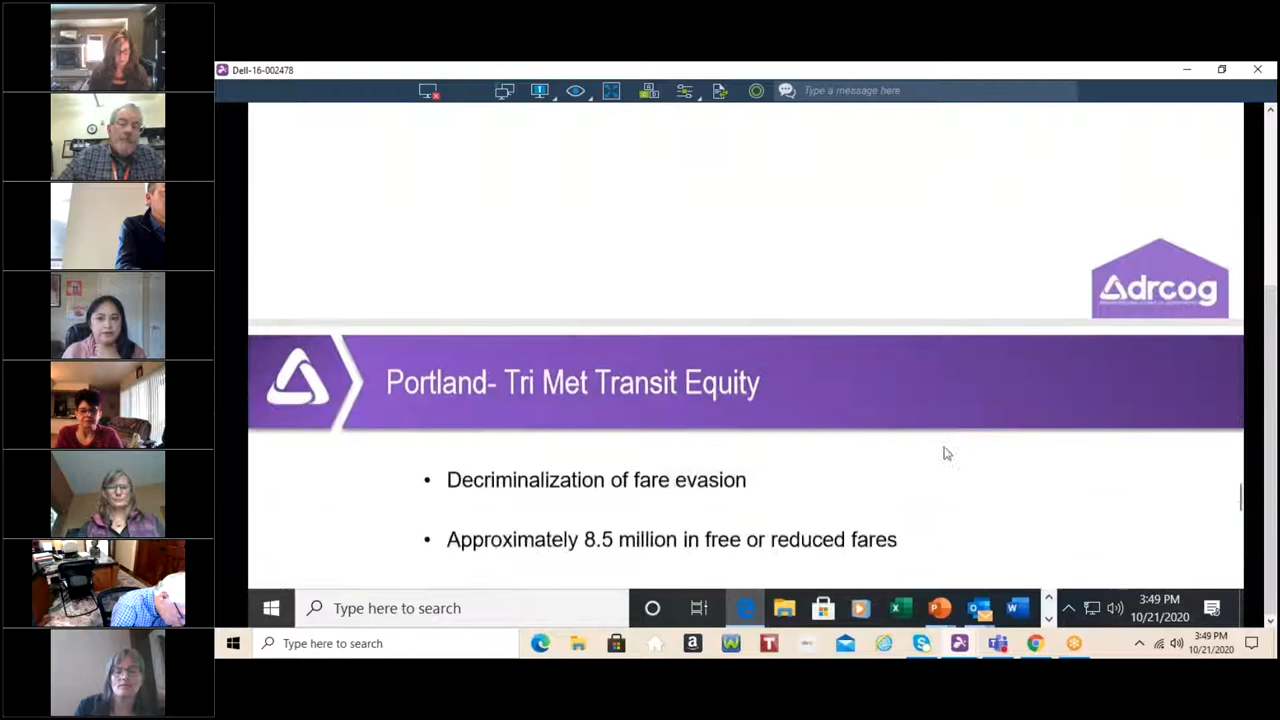 Dell-16-002478
Type a message here
drcog
Portland- Tri Met Transit Equity
• Decriminalization of fare evasion
• Approximately 8.5 million in free or reduced fares
Type here to search
3:49 PM
10/21/2020
Type here to search
3:49 PM
10/21/2020